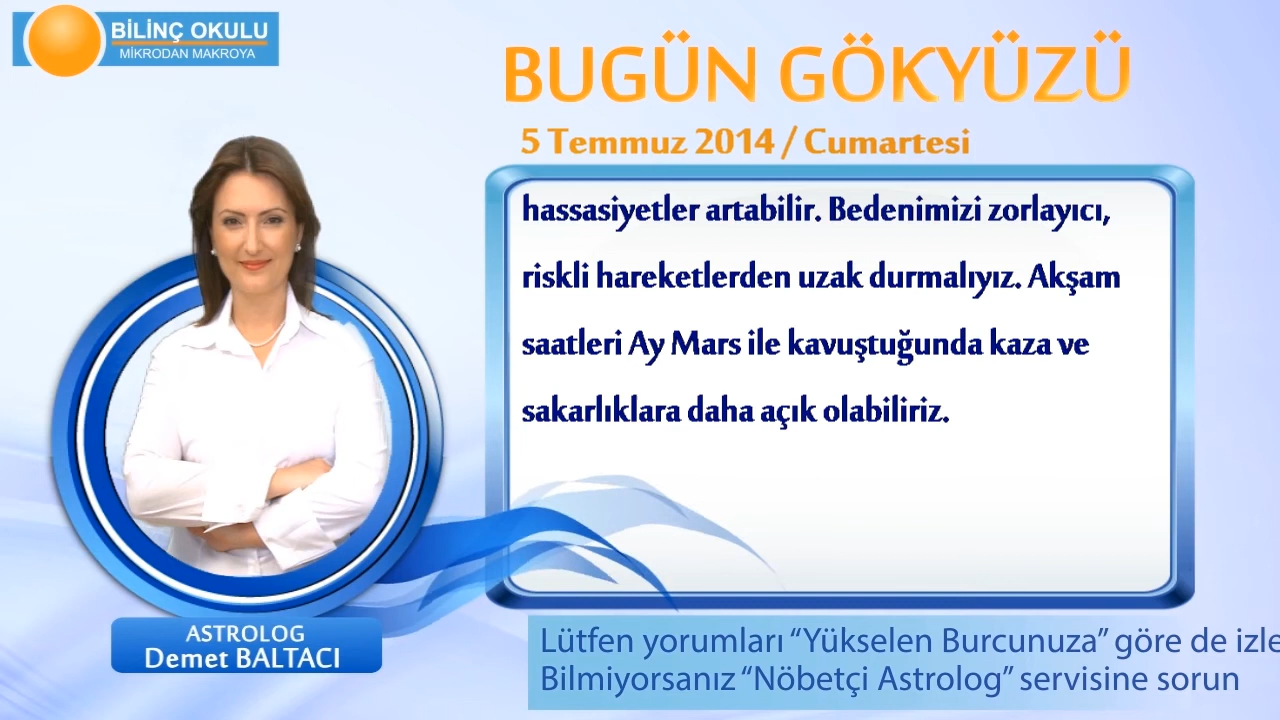 BİLİNÇ OKULU
MİKRODAN MAKROYA
BUGÜN GÖKYÜZÜ
5 Temmuz 2014 / Cumartesi
hassasiyetler artabilir. Bedenimizi zorlayıcı,
riskli hareketlerden uzak durmalıyız. Akşam
saatleri Ay Mars ile kavuştuğunda kaza ve
sakarlıklara daha açık olabiliriz.
ASTROLOG
Demet BALTACI
Lütfen yorumları “Yükselen Burcunuza” göre de izle
Bilmiyorsanız “Nöbetçi Astrolog” servisine sorun